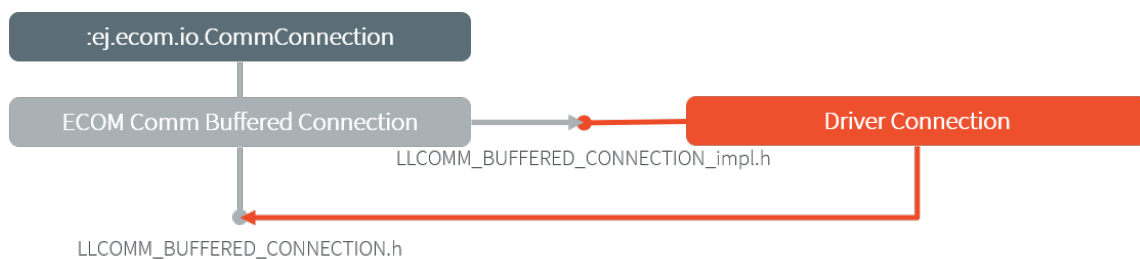 :ej.ecom.io.CommConnection
ECOM Comm Buffered Connection
Driver Connection
LLCOMM_BUFFERED_CONNECTION_impl.h
LLCOMM_BUFFERED_CONNECTION.h